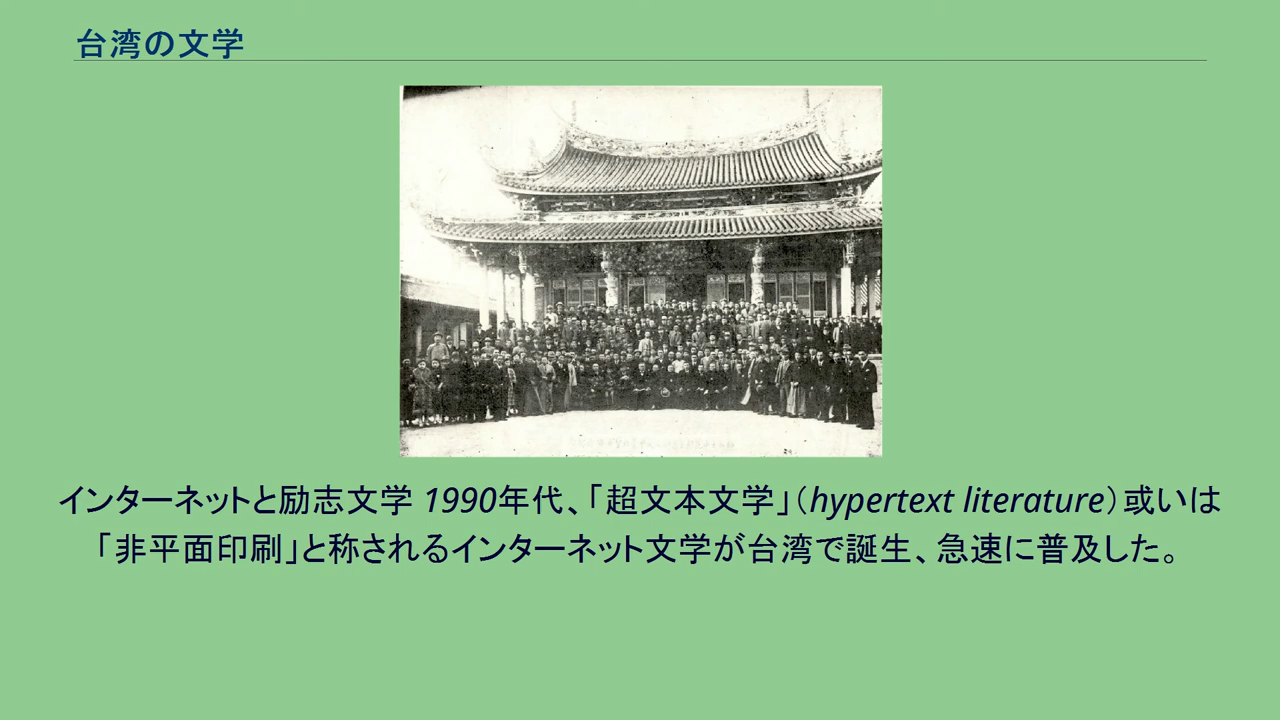 台湾の文学
インターネットと励志文学 1990年代、「超文本文学」（hypertext literature）或いは
「非平面印刷」と称されるインターネット文学が台湾で誕生、急速に普及した。